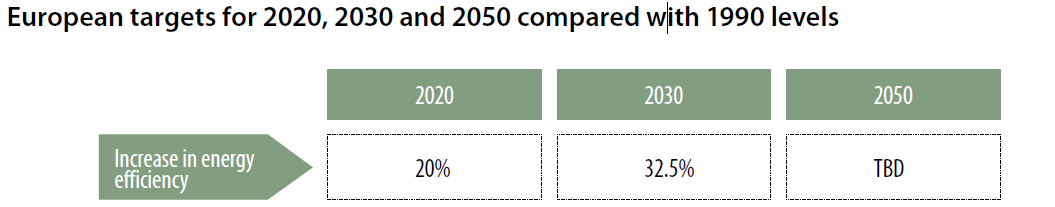 European targets for 2020, 2030 and 2050 compared with 1990 levels
2020 2030 2050
Increase in energy
efficiency
20% 32.5% TBD